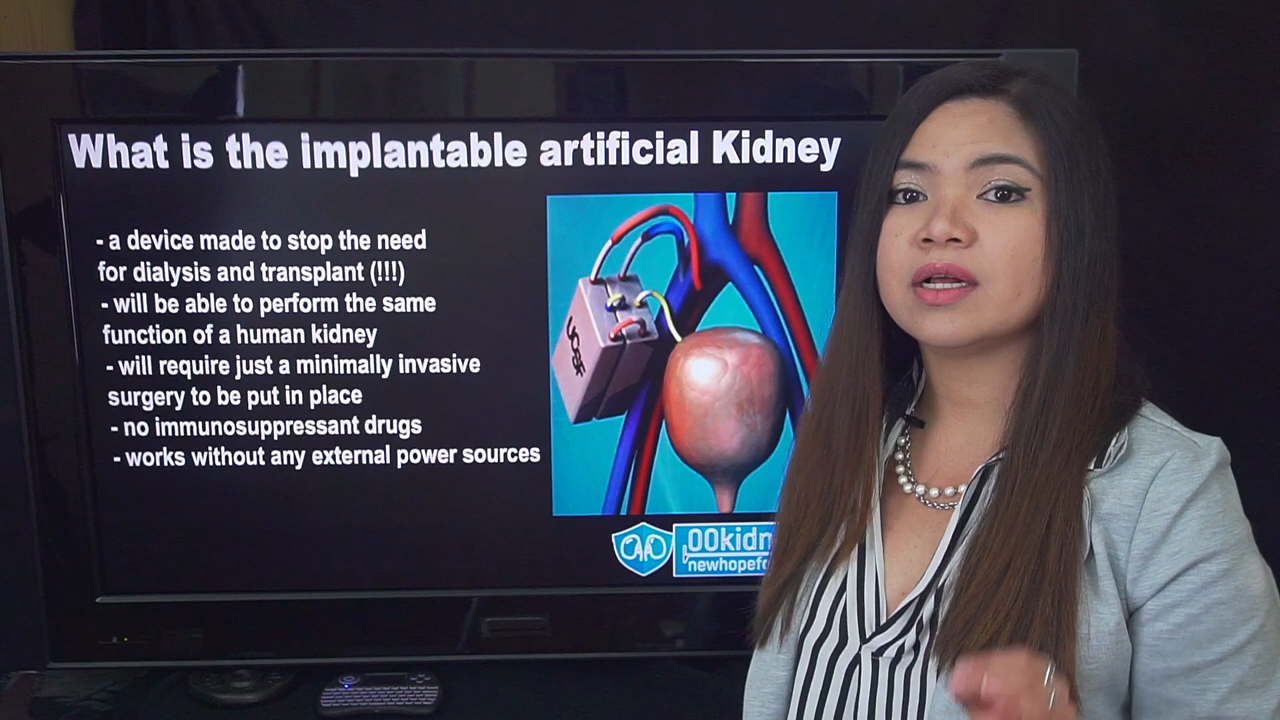 What is the implantable artificial Kidney
- a device made to stop the need
for dialysis and transplant (!!!)
- will be able to perform the same
function of a human kidney
- will require just a minimally invasive
surgery to be put in place
- no immunosuppressant drugs
- works without any external power sources
UCSF